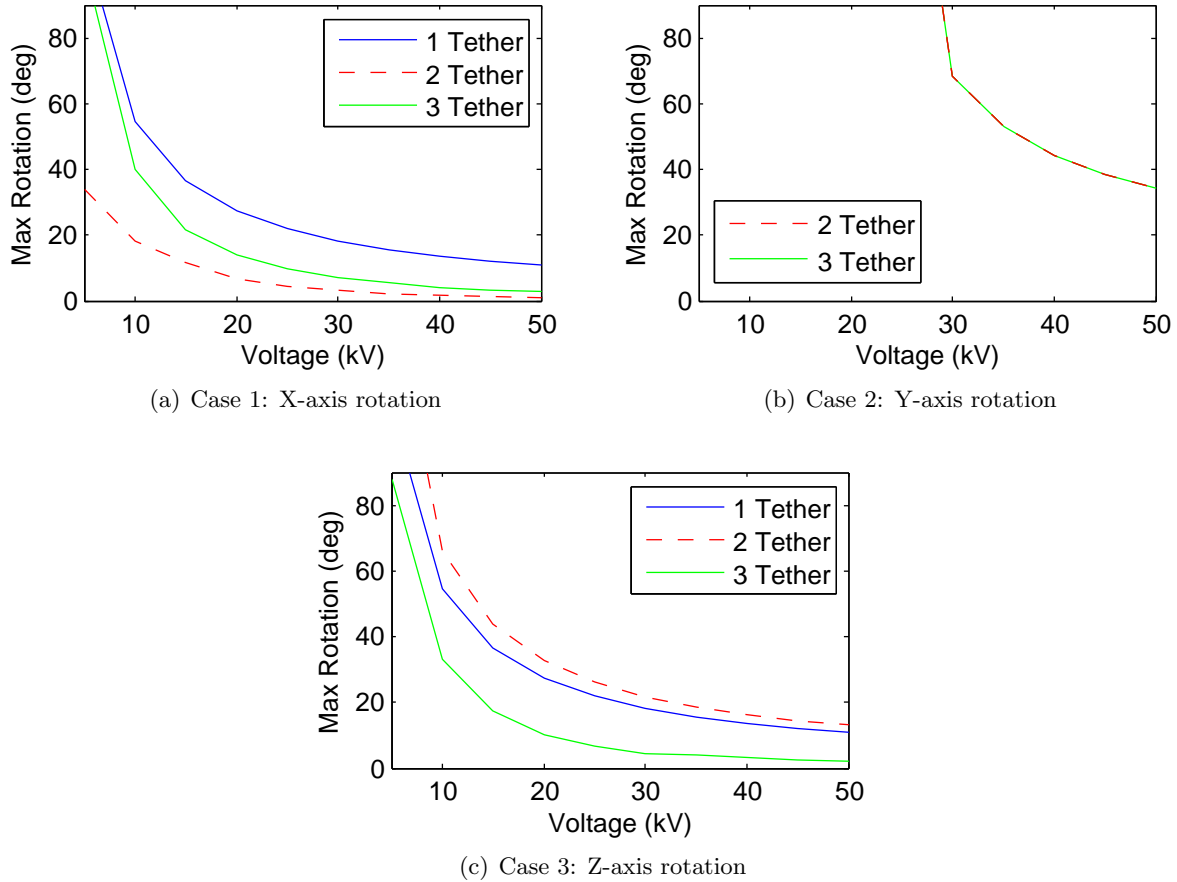 Max Rotation (deg)
80
60
40
20
0
10 20 30 40 50
Voltage (kV)
1 Tether
2 Tether
3 Tether
(a) Case 1: X-axis rotation
Max Rotation (deg)
80
60
40
20
0
10 20 30 40 50
Voltage (kV)
2 Tether
3 Tether
(b) Case 2: Y-axis rotation
Max Rotation (deg)
80
60
40
20
0
10 20 30 40 50
Voltage (kV)
1 Tether
2 Tether
3 Tether
(c) Case 3: Z-axis rotation